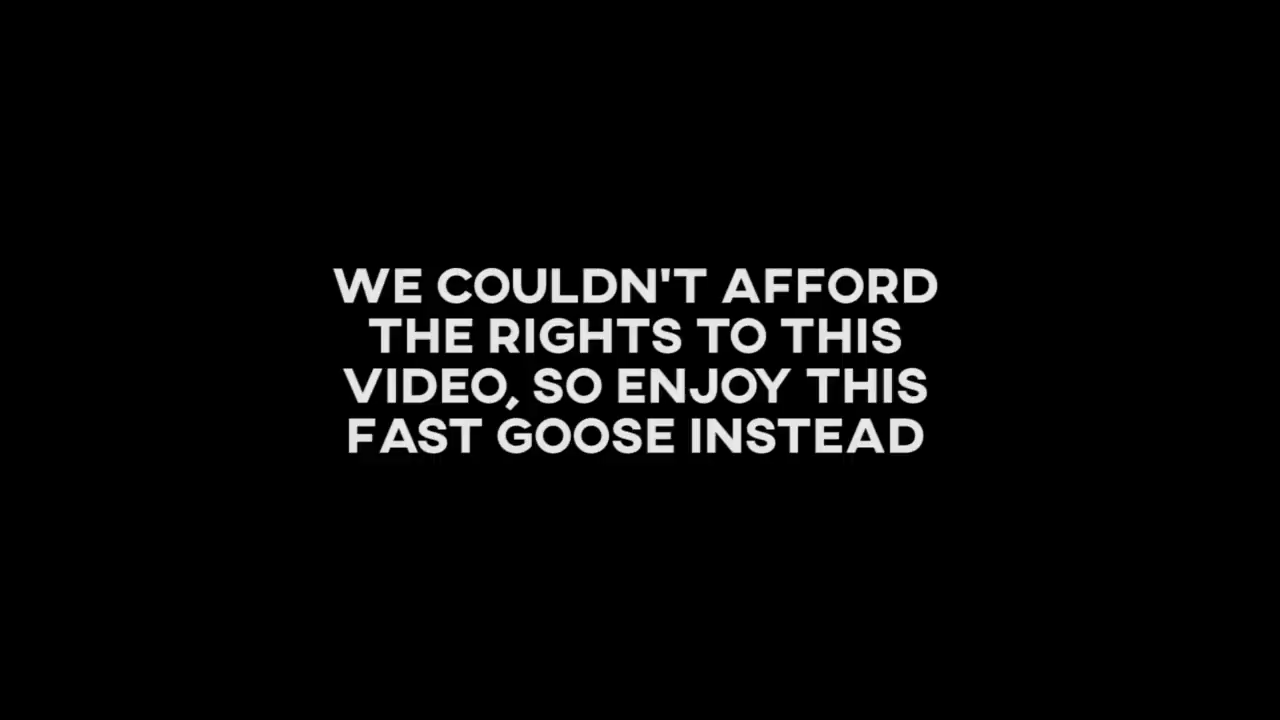 WE COULDN'T AFFORD
THE RIGHTS TO THIS
VIDEO, SO ENJOY THIS
FAST GOOSE INSTEAD